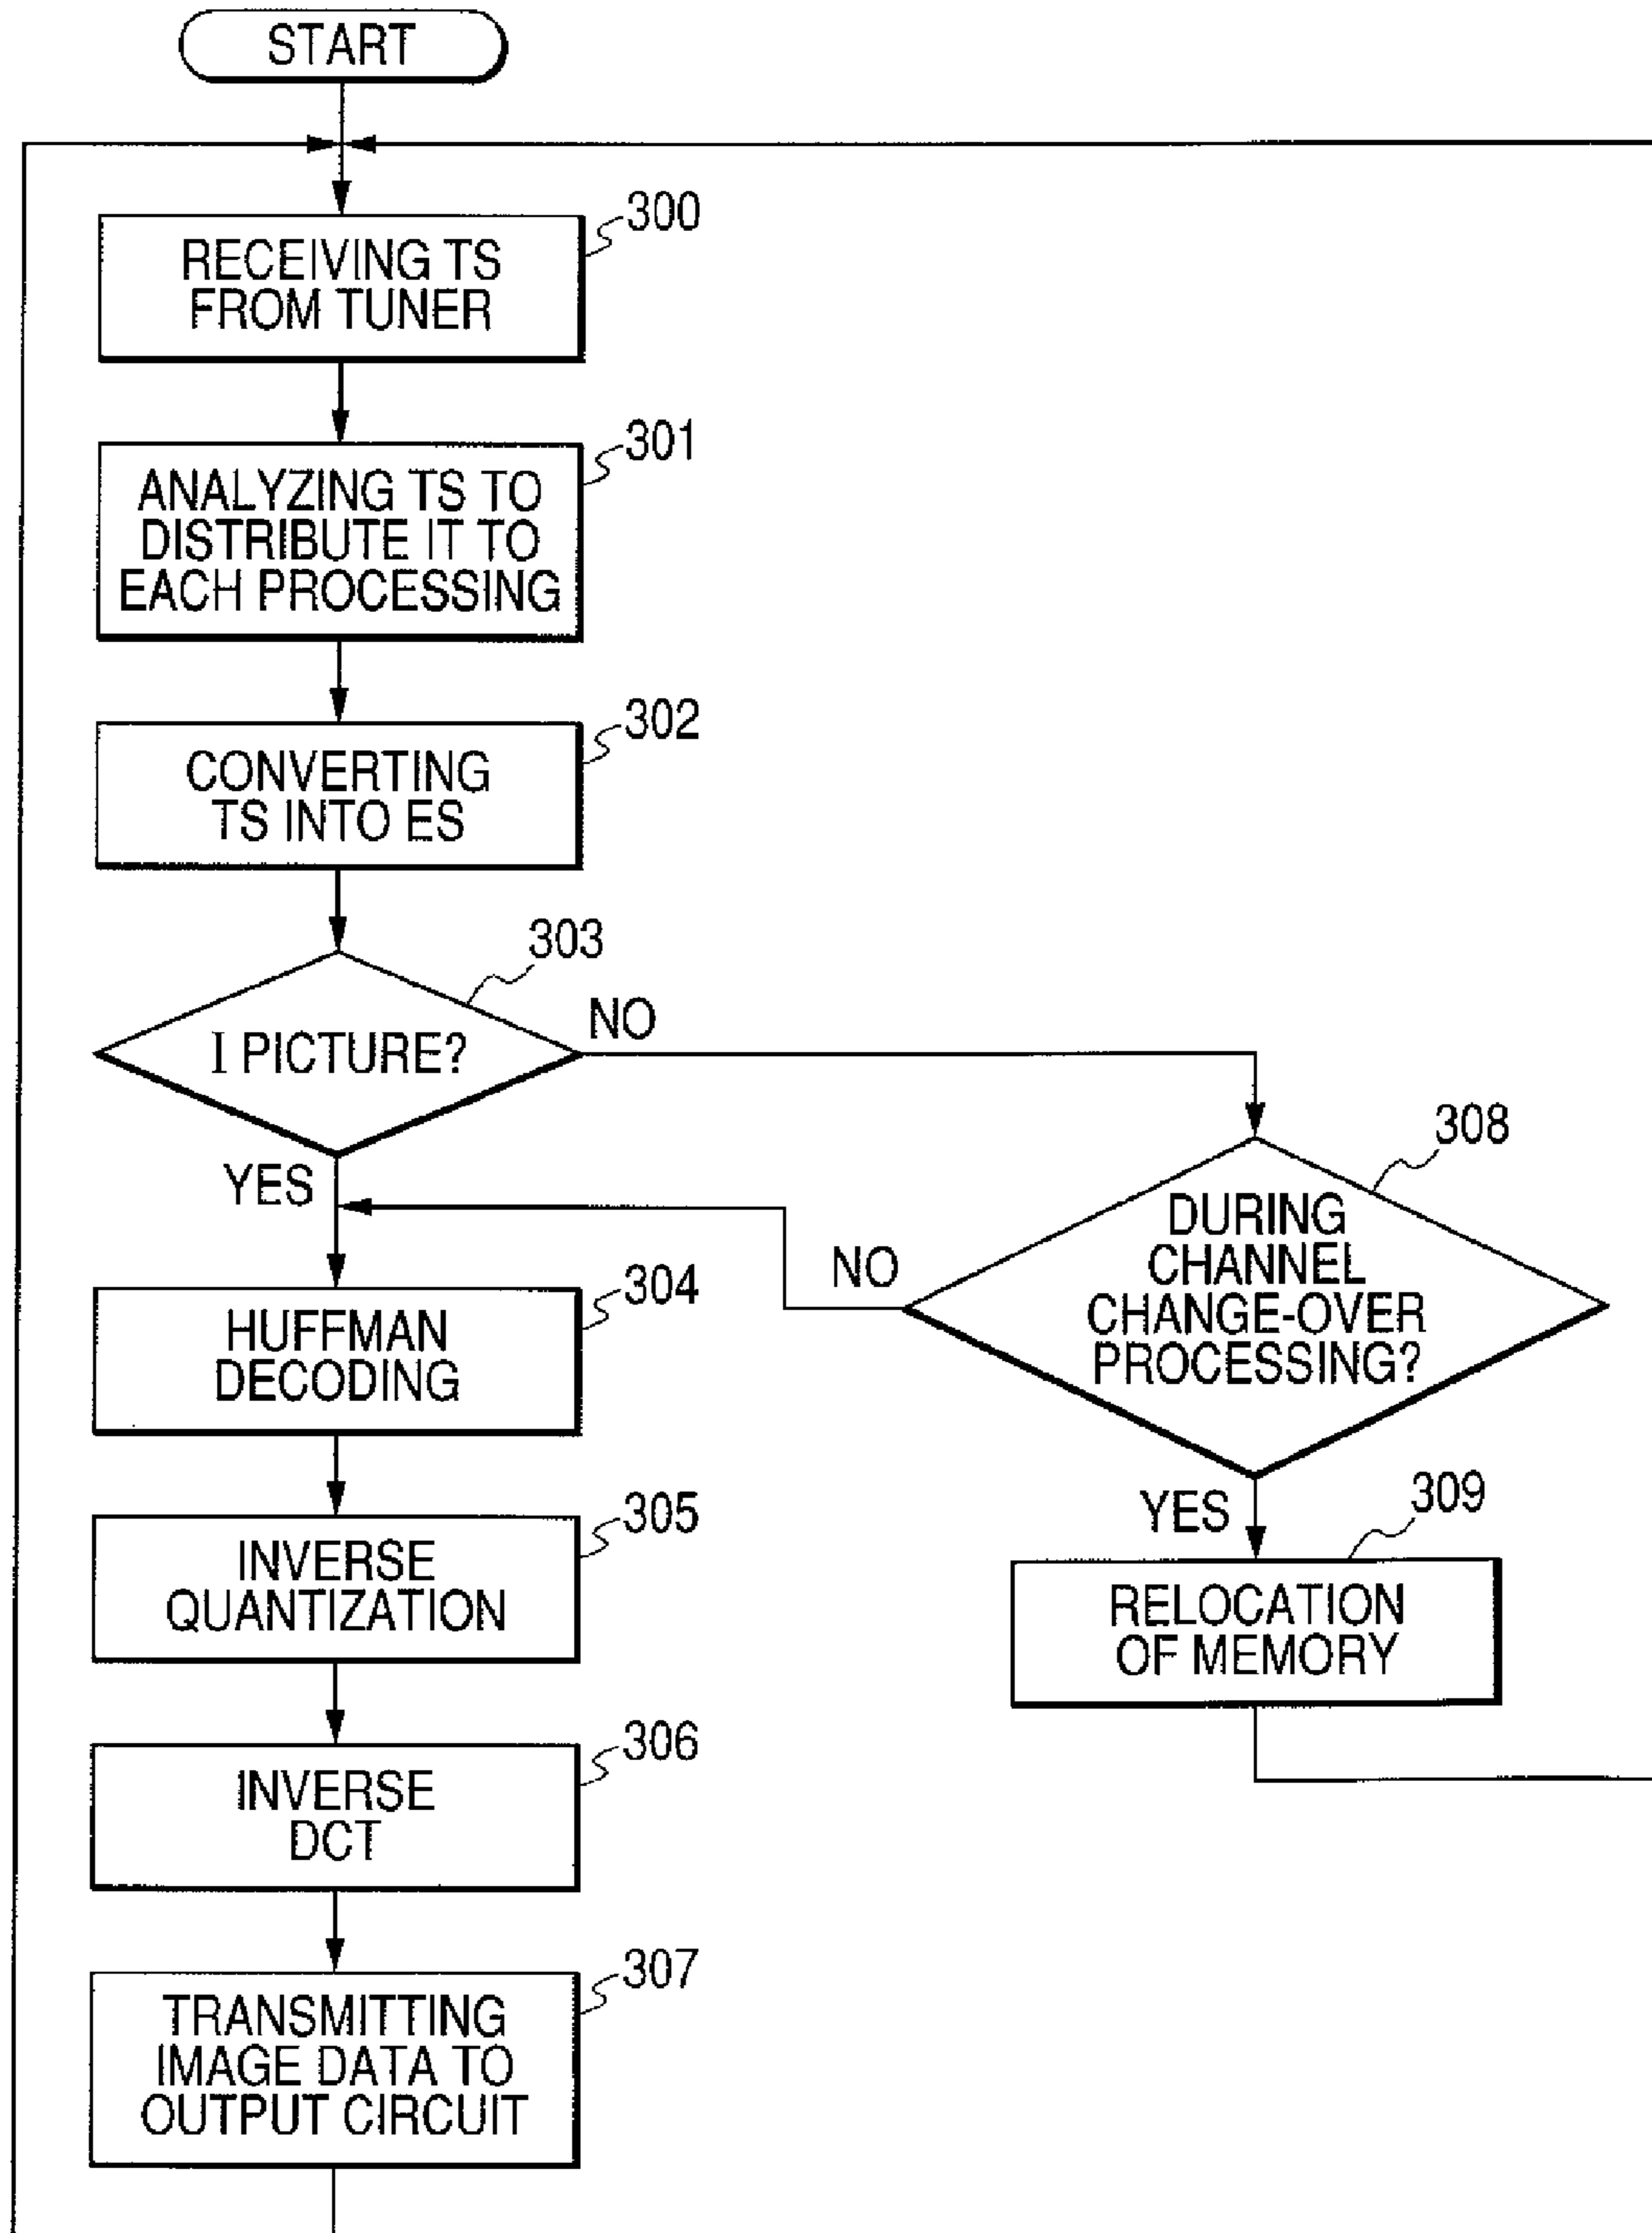 START
300
RECEIVING TS
FROM TUNER
301
ANALYZING TS TO
DISTRIBUTE IT TO
EACH PROCESSING
302
CONVERTING
TS INTO ES
303
I PICTURE?
NO
YES
308
DURING
CHANNEL
CHANGE-OVER
PROCESSING?
NO
YES
304
HUFFMAN
DECODING
305
INVERSE
QUANTIZATION
309
RELOCATION
OF MEMORY
306
INVERSE
DCT
307
TRANSMITTING
IMAGE DATA TO
OUTPUT CIRCUIT